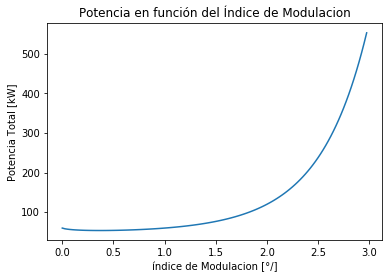 Potencia en función del Índice de Modulacion
Potencia Total [kW]
500
400
300
200
100
0.0 0.5 1.0 1.5 2.0 2.5 3.0
índice de Modulacion [°/]